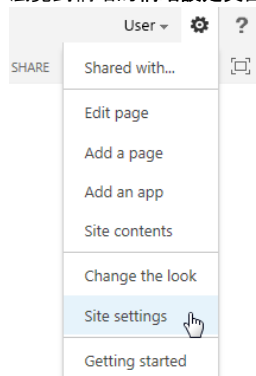 User
?
SHARE
Shared with...
Edit page
Add a page
Add an app
Site contents
Change the look
Site settings
Getting started